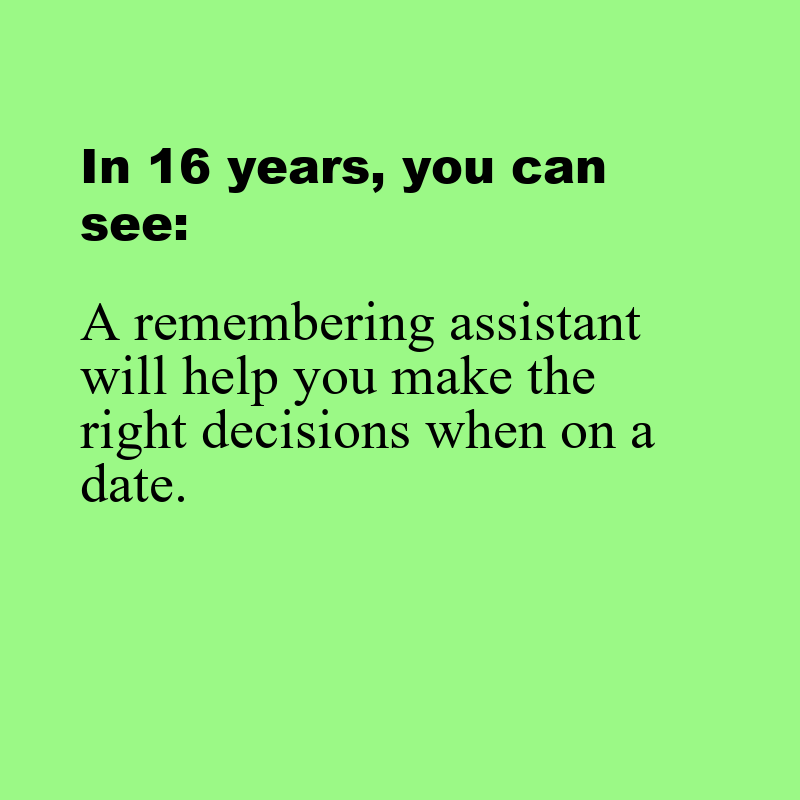 In 16 years, you can
see:
A remembering assistant
will help you make the
right decisions when on a
date.